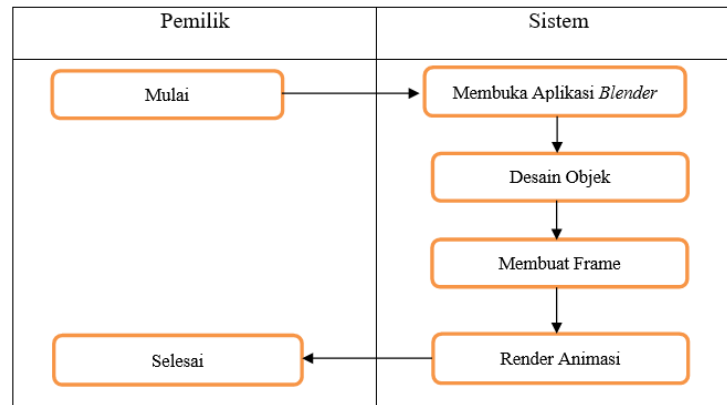 Pemilik
Sistem
Mulai
Membuka Aplikasi Blender
Desain Objek
Membuat Frame
Selesai
Render Animasi